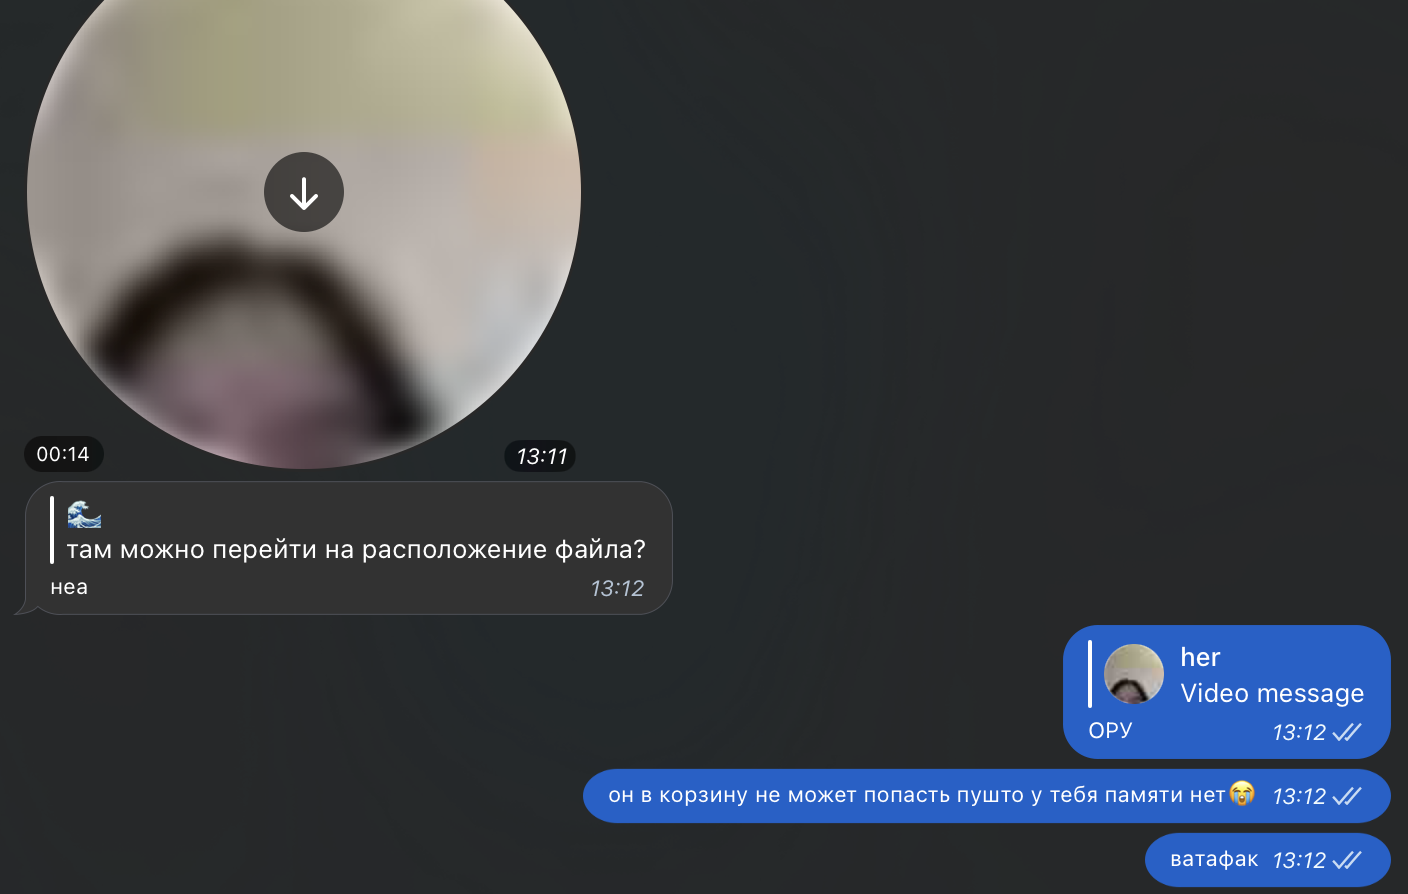 00:14
13:11
🌊
там можно перейти на расположение файла?
неа 13:12
her
Video message
ОРУ 13:12
он в корзину не может попасть пушто у тебя памяти нет😭 13:12
ватафак 13:12